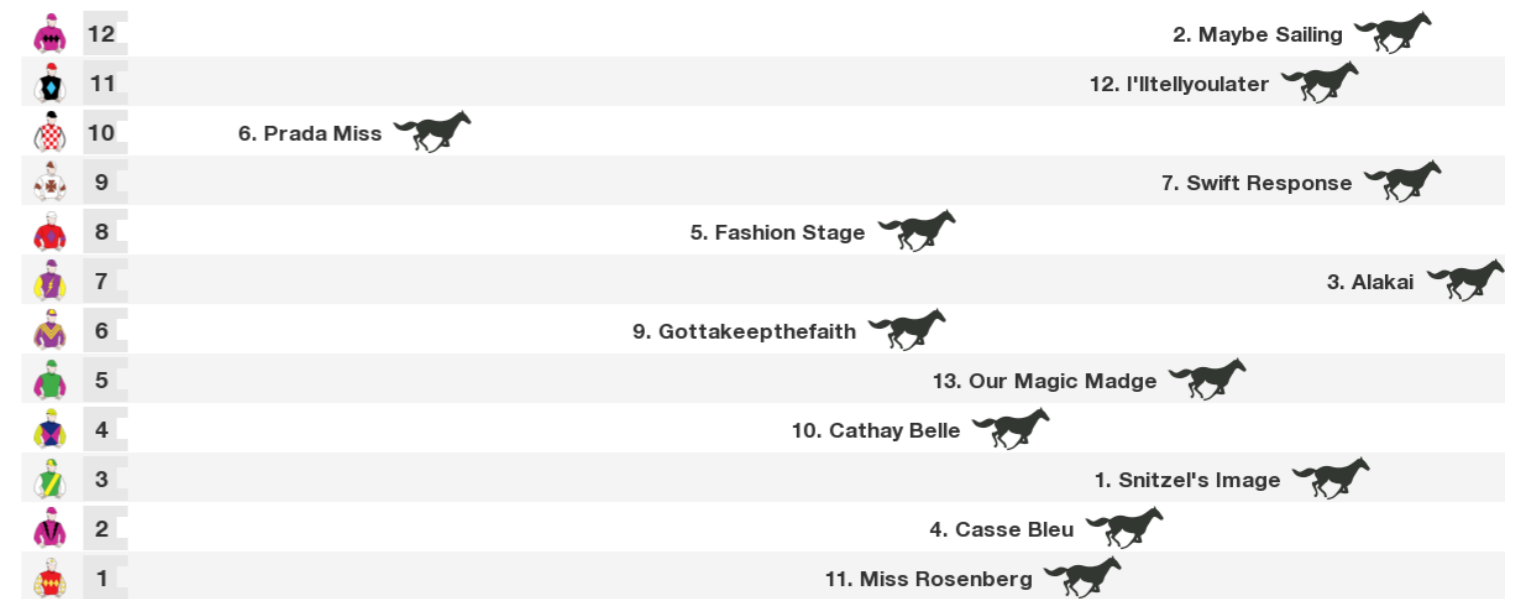 12 2. Maybe Sailing
11 12. I'lltellyoulater
10 6. Prada Miss
9 7. Swift Response
8 5. Fashion Stage
7 3. Alakai
6 9. Gottakeepthefaith
5 13. Our Magic Madge
4 10. Cathay Belle
3 1. Snitzel's Image
2 4. Casse Bleu
1 11. Miss Rosenberg